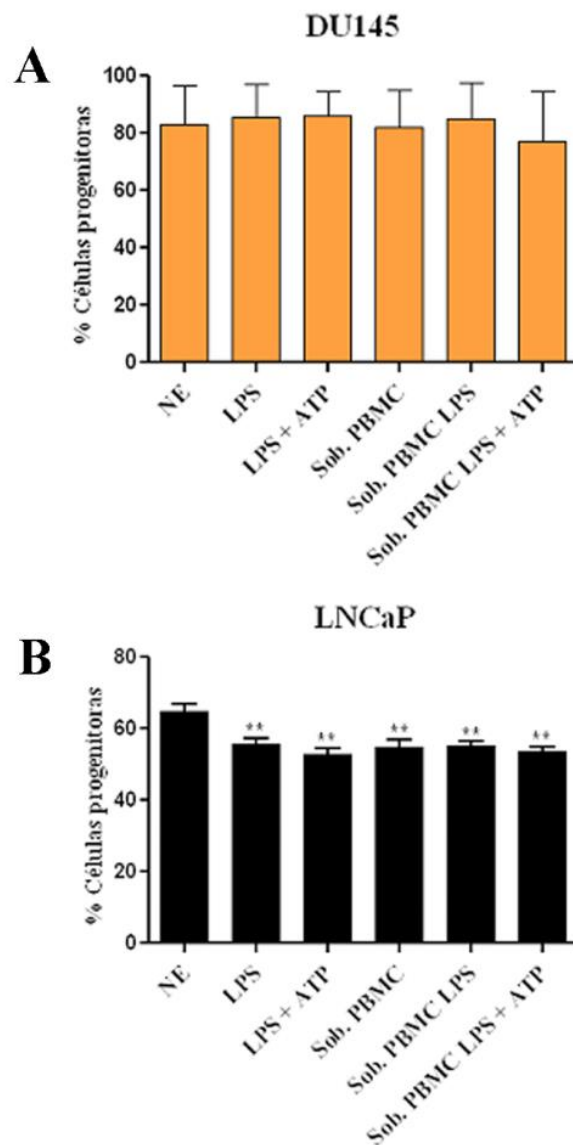 DU145
A
% Células progenitoras
100
80
60
40
20
0
NE
LPS
LPS + ATP
Sob. PBMC
Sob. PBMC LPS
Sob. PBMC LPS + ATP
LNCaP
B
% Células progenitoras
80
60
40
20
0
**
**
**
**
**
NE
LPS
LPS + ATP
Sob. PBMC
Sob. PBMC LPS
Sob. PBMC LPS + ATP